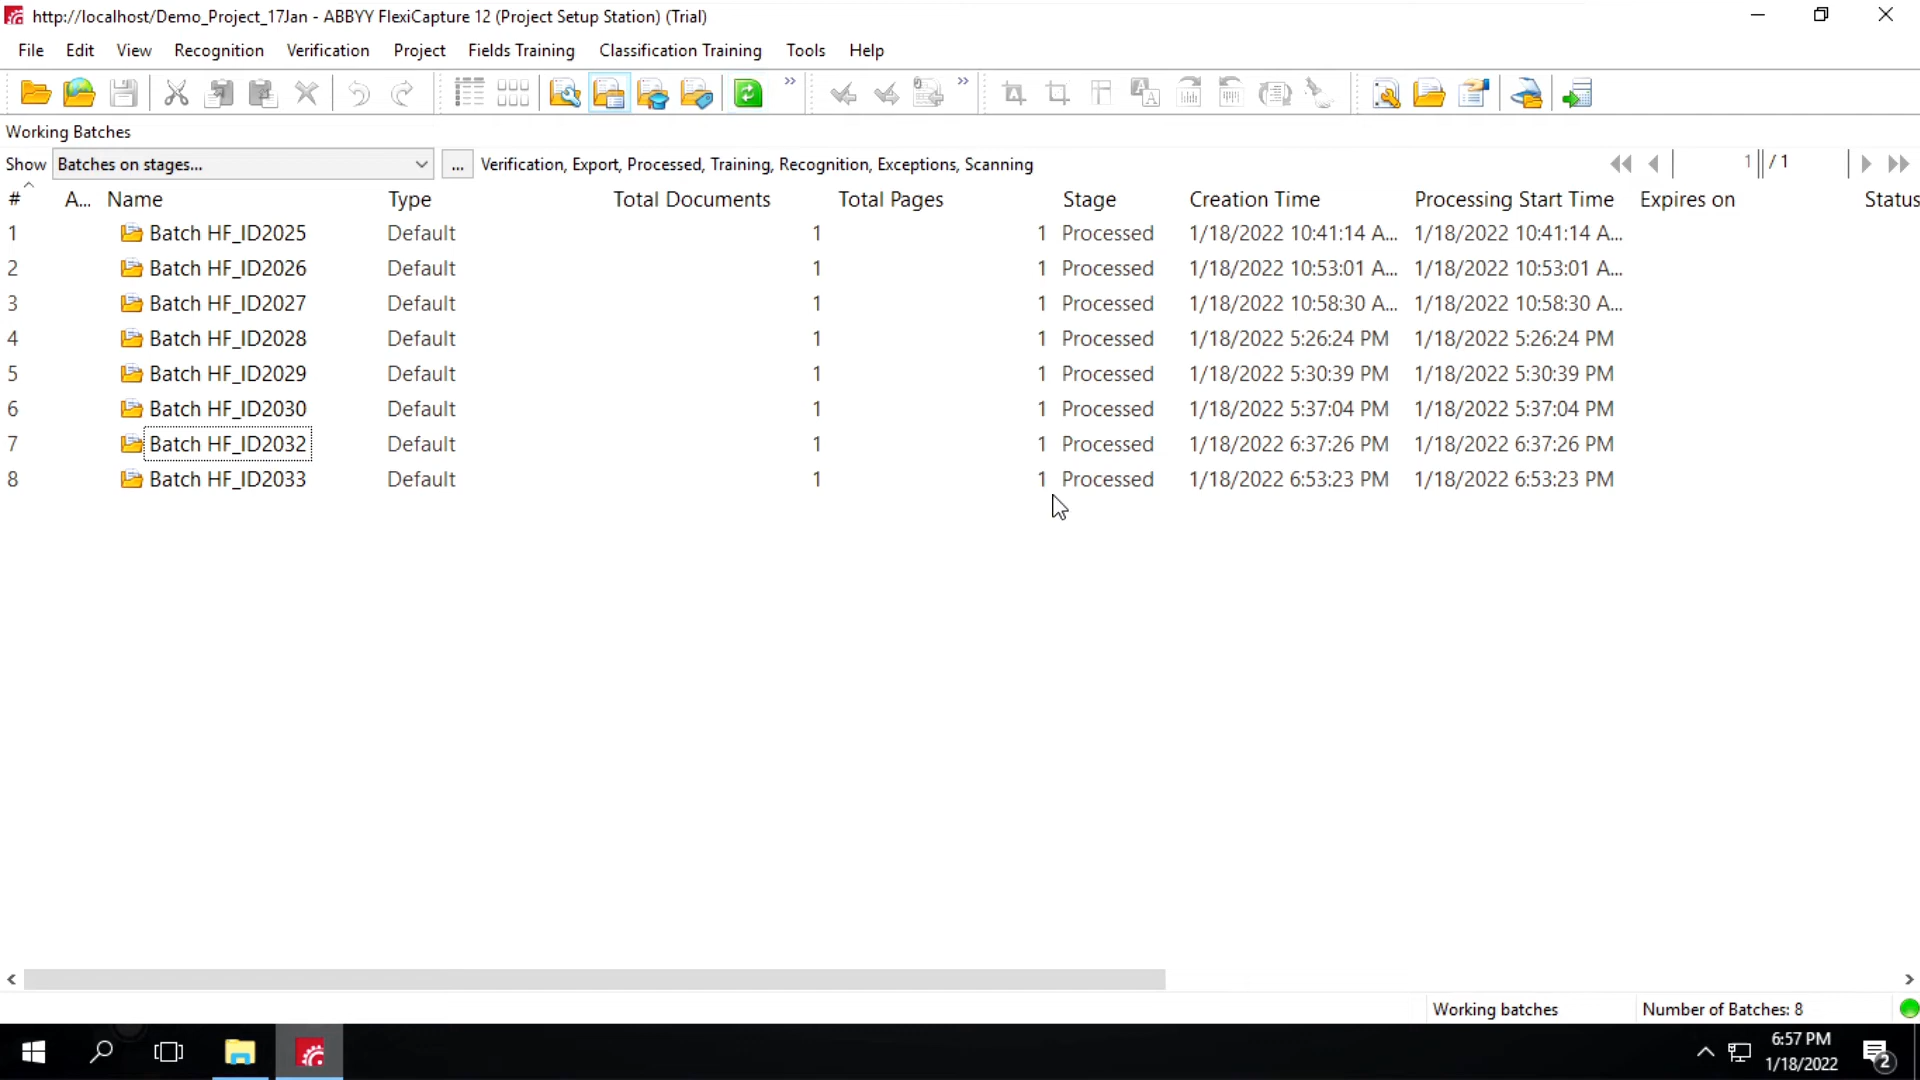 http://localhost/Demo_Project_17Jan - ABBYY FlexiCapture 12 (Project Setup Station) (Trial)
File Edit View Recognition Verification Project Fields Training Classification Training Tools Help
Working Batches
Show Batches on stages... ... Verification, Export, Processed, Training, Recognition, Exceptions, Scanning 1 / 1
# A... Name Type Total Documents Total Pages Stage Creation Time Processing Start Time Expires on Status
1 Batch HF_ID2025 Default 1 1 Processed 1/18/2022 10:41:14 A... 1/18/2022 10:41:14 A...
2 Batch HF_ID2026 Default 1 1 Processed 1/18/2022 10:53:01 A... 1/18/2022 10:53:01 A...
3 Batch HF_ID2027 Default 1 1 Processed 1/18/2022 10:58:30 A... 1/18/2022 10:58:30 A...
4 Batch HF_ID2028 Default 1 1 Processed 1/18/2022 5:26:24 PM 1/18/2022 5:26:24 PM
5 Batch HF_ID2029 Default 1 1 Processed 1/18/2022 5:30:39 PM 1/18/2022 5:30:39 PM
6 Batch HF_ID2030 Default 1 1 Processed 1/18/2022 5:37:04 PM 1/18/2022 5:37:04 PM
7 Batch HF_ID2032 Default 1 1 Processed 1/18/2022 6:37:26 PM 1/18/2022 6:37:26 PM
8 Batch HF_ID2033 Default 1 1 Processed 1/18/2022 6:53:23 PM 1/18/2022 6:53:23 PM
Working batches Number of Batches: 8
6:57 PM
1/18/2022
2